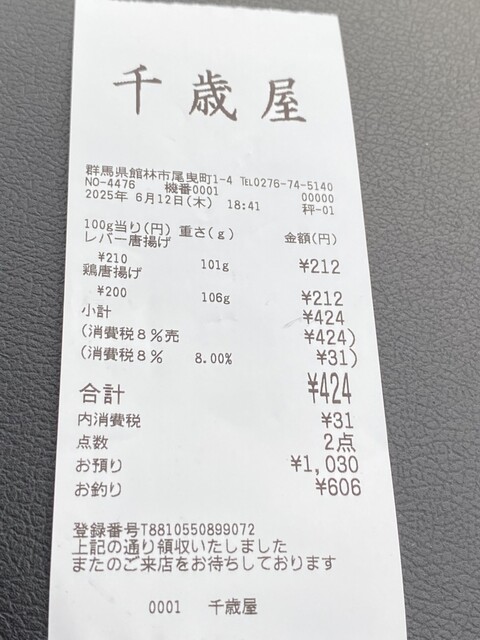 千歳屋
群馬県館林市尾曳町1-4 TEL0276-74-5140
NO-4476 機番0001 00000
2025年 6月12日(木) 18:41 秤-01
100g当り(円) 重さ(g) 金額(円)
レバー唐揚げ
¥210 101g ¥212
鶏唐揚げ
¥200 106g ¥212
小計 ¥424
(消費税8%売 ¥424)
(消費税8% 8.00% ¥31)
合計 ¥424
内消費税 ¥31
点数 2点
お預り ¥1,030
お釣り ¥606
登録番号T8810550899072
上記の通り領収いたしました
またのご来店をお待ちしております
0001 千歳屋